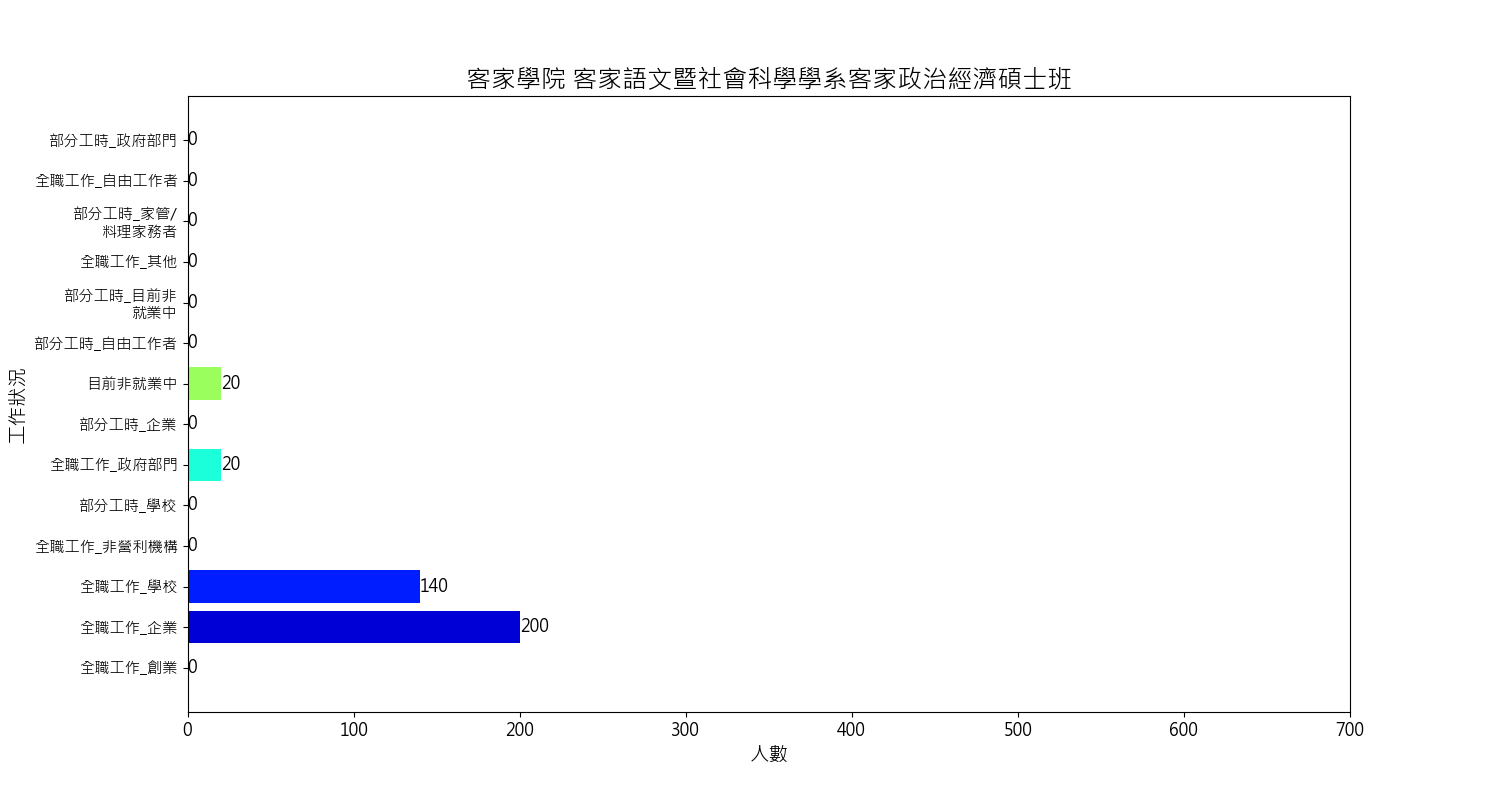 客家學院 客家語文暨社會科學學系客家政治經濟碩士班
工作狀況
部分工時_政府部門 0
全職工作_自由工作者 0
部分工時_家管/
料理家務者 0
全職工作_其他 0
部分工時_目前非
就業中 0
部分工時_自由工作者 0
目前非就業中 20
部分工時_企業 0
全職工作_政府部門 20
部分工時_學校 0
全職工作_非營利機構 0
全職工作_學校 140
全職工作_企業 200
全職工作_創業 0
0 100 200 300 400 500 600 700
人數